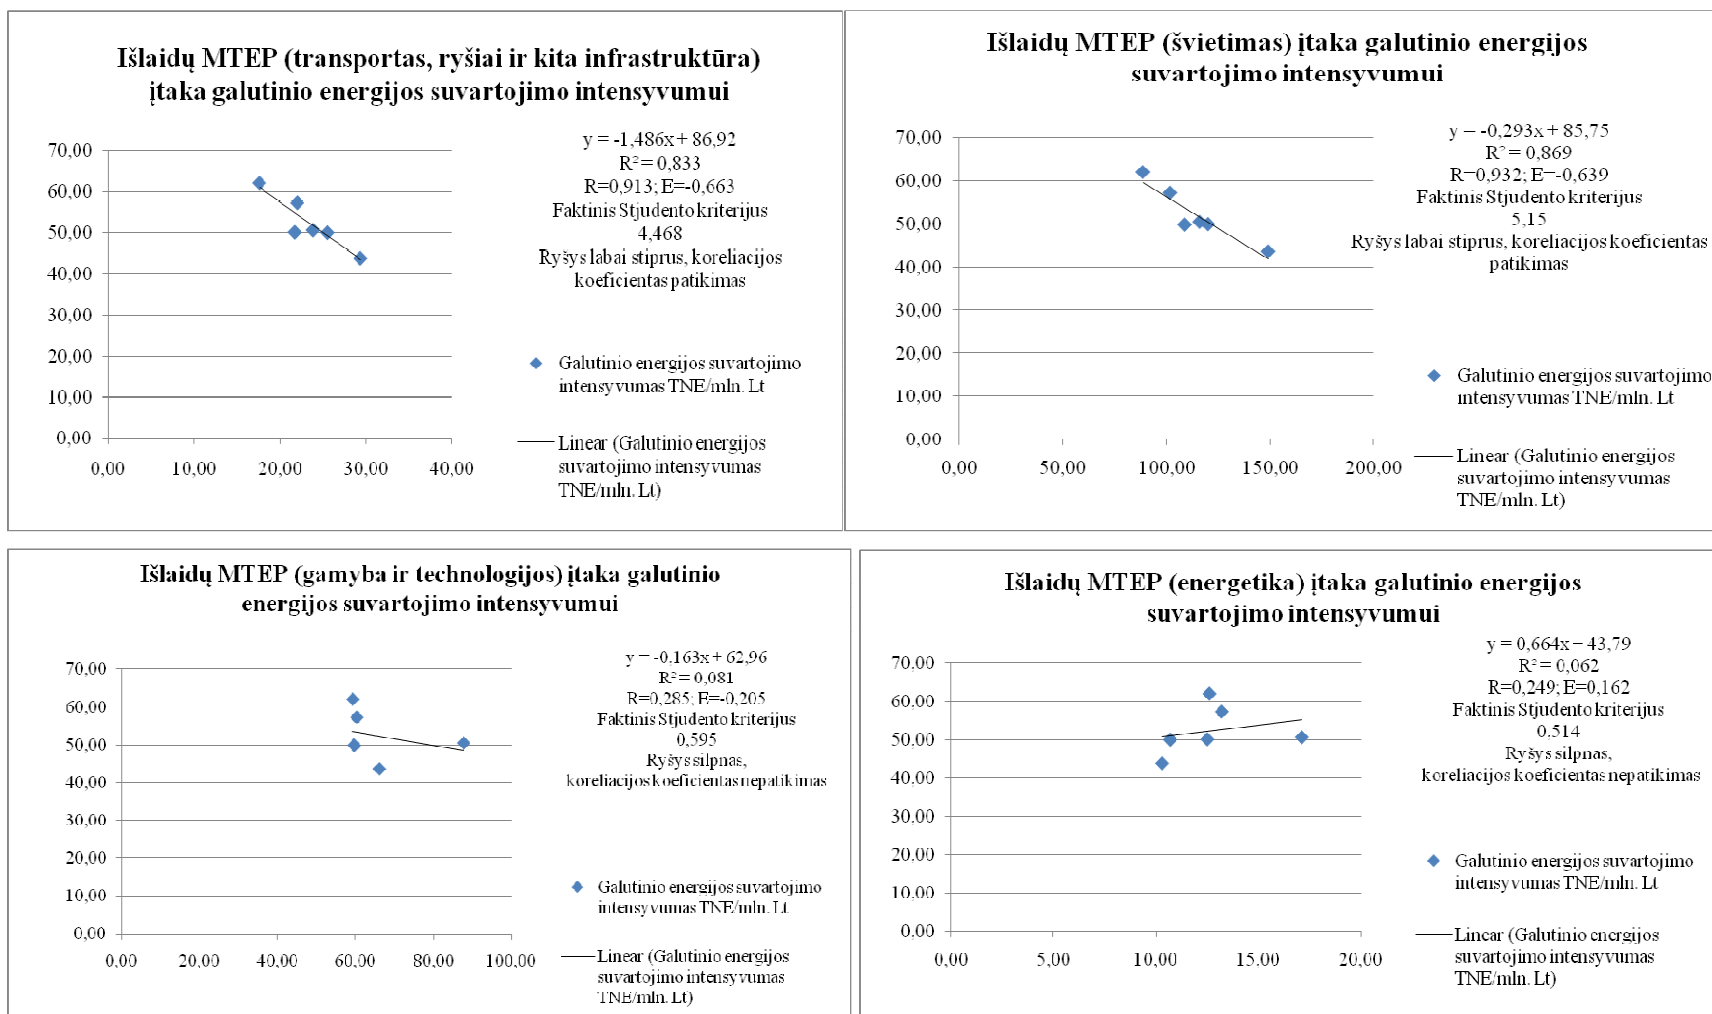 Išlaidų MTEP (transportas, ryšiai ir kita infrastruktūra)
įtaka galutinio energijos suvartojimo intensyvumui
y = -1,486x + 86,92
R² = 0,833
R=0,913; E=-0,663
Faktinis Stjudento kriterijus
4,468
Ryšys labai stiprus, koreliacijos
koeficientas patikimas
70,00
60,00
50,00
40,00
30,00
20,00
10,00
0,00
0,00 10,00 20,00 30,00 40,00
Galutinio energijos suvartojimo
intensyvumas TNE/mln. Lt
Linear (Galutinio energijos
suvartojimo intensyvumas
TNE/mln. Lt)
Išlaidų MTEP (švietimas) įtaka galutinio energijos
suvartojimo intensyvumui
y = -0,293x + 85,75
R² = 0,869
R=0,932; E=-0,639
Faktinis Stjudento kriterijus
5,15
Ryšys labai stiprus, koreliacijos koeficientas
patikimas
70,00
60,00
50,00
40,00
30,00
20,00
10,00
0,00
0,00 50,00 100,00 150,00 200,00
Galutinio energijos suvartojimo
intensyvumas TNE/mln. Lt
Linear (Galutinio energijos
suvartojimo intensyvumas
TNE/mln. Lt)
Išlaidų MTEP (gamyba ir technologijos) įtaka galutinio
energijos suvartojimo intensyvumui
y = -0,163x + 62,96
R² = 0,081
R=0,285; E=-0,205
Faktinis Stjudento kriterijus
0,595
Ryšys silpnas,
koreliacijos koeficientas nepatikimas
70,00
60,00
50,00
40,00
30,00
20,00
10,00
0,00
0,00 20,00 40,00 60,00 80,00 100,00
Galutinio energijos suvartojimo
intensyvumas TNE/mln. Lt
Linear (Galutinio energijos
suvartojimo intensyvumas
TNE/mln. Lt)
Išlaidų MTEP (energetika) įtaka galutinio energijos
suvartojimo intensyvumui
y = 0,664x + 43,79
R² = 0,062
R=0,249; E=0,162
Faktinis Stjudento kriterijus
0,514
Ryšys silpnas,
koreliacijos koeficientas nepatikimas
70,00
60,00
50,00
40,00
30,00
20,00
10,00
0,00
0,00 5,00 10,00 15,00 20,00
Galutinio energijos suvartojimo
intensyvumas TNE/mln. Lt
Linear (Galutinio energijos
suvartojimo intensyvumas
TNE/mln. Lt)